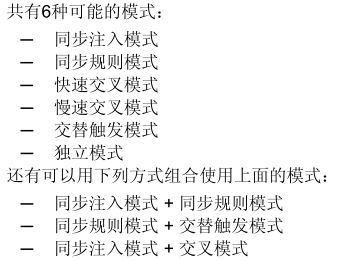 共有6种可能的模式：
— 同步注入模式
— 同步规则模式
— 快速交叉模式
— 慢速交叉模式
— 交替触发模式
— 独立模式
还有可以用下列方式组合使用上面的模式：
— 同步注入模式 + 同步规则模式
— 同步规则模式 + 交替触发模式
— 同步注入模式 + 交叉模式